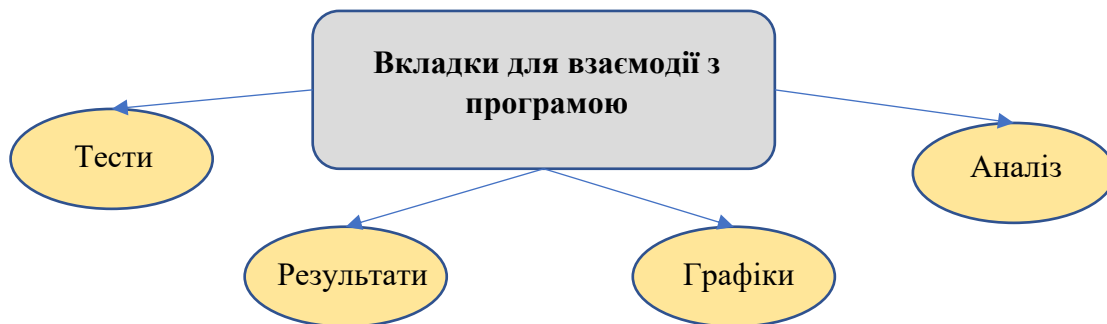 Вкладки для взаємодії з
програмою
Тести
Аналіз
Результати
Графіки